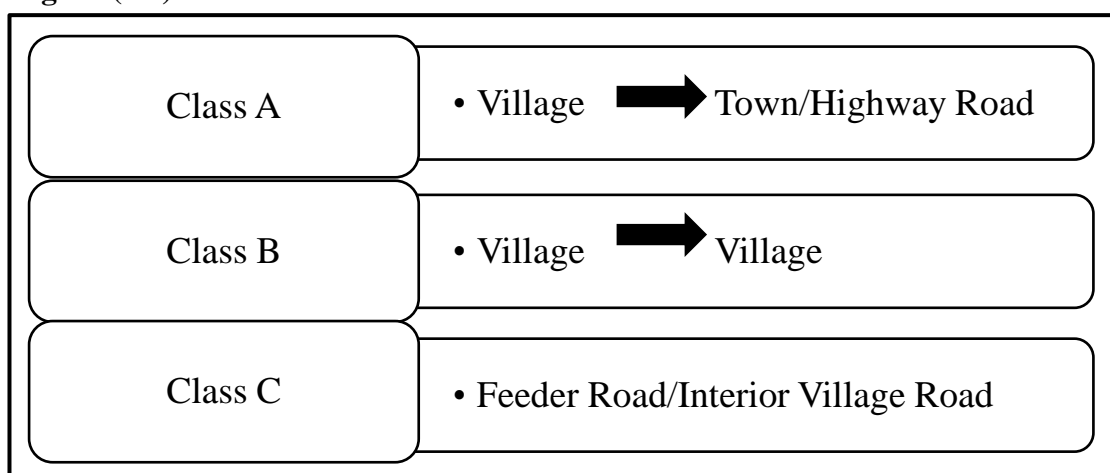 Class A
• Village Town/Highway Road
Class B
• Village Village
Class C
• Feeder Road/Interior Village Road